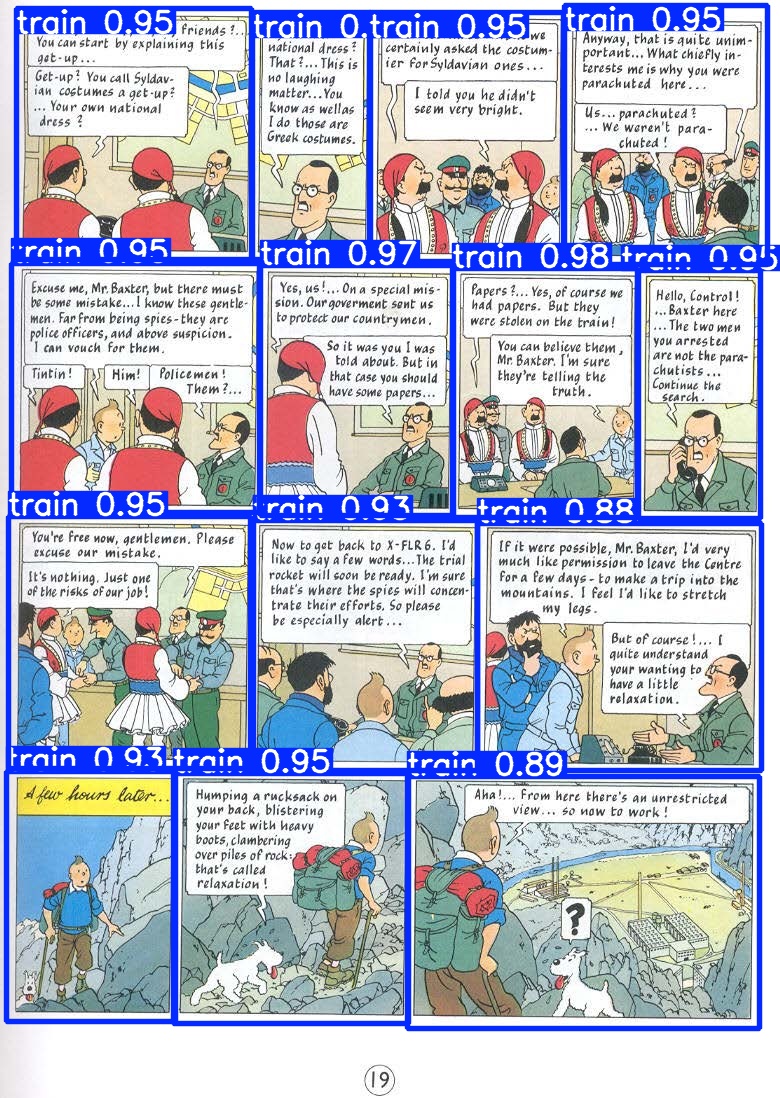 train 0.95
friends ?...
You can start by explaining this
get-up...
Get-up? You call Syldav-
ian costumes a get-up?
... Your own national
dress ?
train 0.
national dress?
That?...This is
no laughing
matter...You
know as wellas
I do those are
Greek costumes.
train 0.95
we
certainly asked the costum-
ier for Syldavian ones...
I told you he didn't
seem very bright.
train 0.95
Anyway, that is quite unim-
portant... What chiefly in-
terests me is why you were
parachuted here...
Us... parachuted?
... We weren't para-
chuted !
train 0.95
Excuse me, Mr. Baxter, but there must
be some mistake...I know these gentle-
men. Far from being spies-they are
police officers, and above suspicion.
I can vouch for them.
Tintin!
Him!
Policemen!
Them?...
train 0.97
Yes, us!... On a special mis-
sion. Our goverment sent us
to protect our countrymen.
So it was you I was
told about. But in
that case you should
have some papers...
train 0.98
Papers?... Yes, of course we
had papers. But they
were stolen on the train!
You can believe them,
Mr. Baxter. I'm sure
they're telling the
truth.
train 0.95
Hello, Control!
...Baxter here
...The two men
you arrested
are not the para-
chutists...
Continue the
search.
train 0.95
You're free now, gentlemen. Please
excuse our mistake.
It's nothing. Just one
of the risks of our job!
train 0.93
Now to get back to X-FLR6. I'd
like to say a few words...The trial
rocket will soon be ready. I'm sure
that's where the spies will concen-
trate their efforts. So please
be especially alert...
train 0.88
If it were possible, Mr. Baxter, I'd very
much like permission to leave the Centre
for a few days - to make a trip into the
mountains. I feel I'd like to stretch
my legs.
But of course!... I
quite understand
your wanting to
have a little
relaxation.
train 0.93
A few hours later...
train 0.95
Humping a rucksack on
your back, blistering
your feet with heavy
boots, clambering
over piles of rock:
that's called
relaxation!
train 0.89
Aha!... From here there's an unrestricted
view... so now to work!
?
19